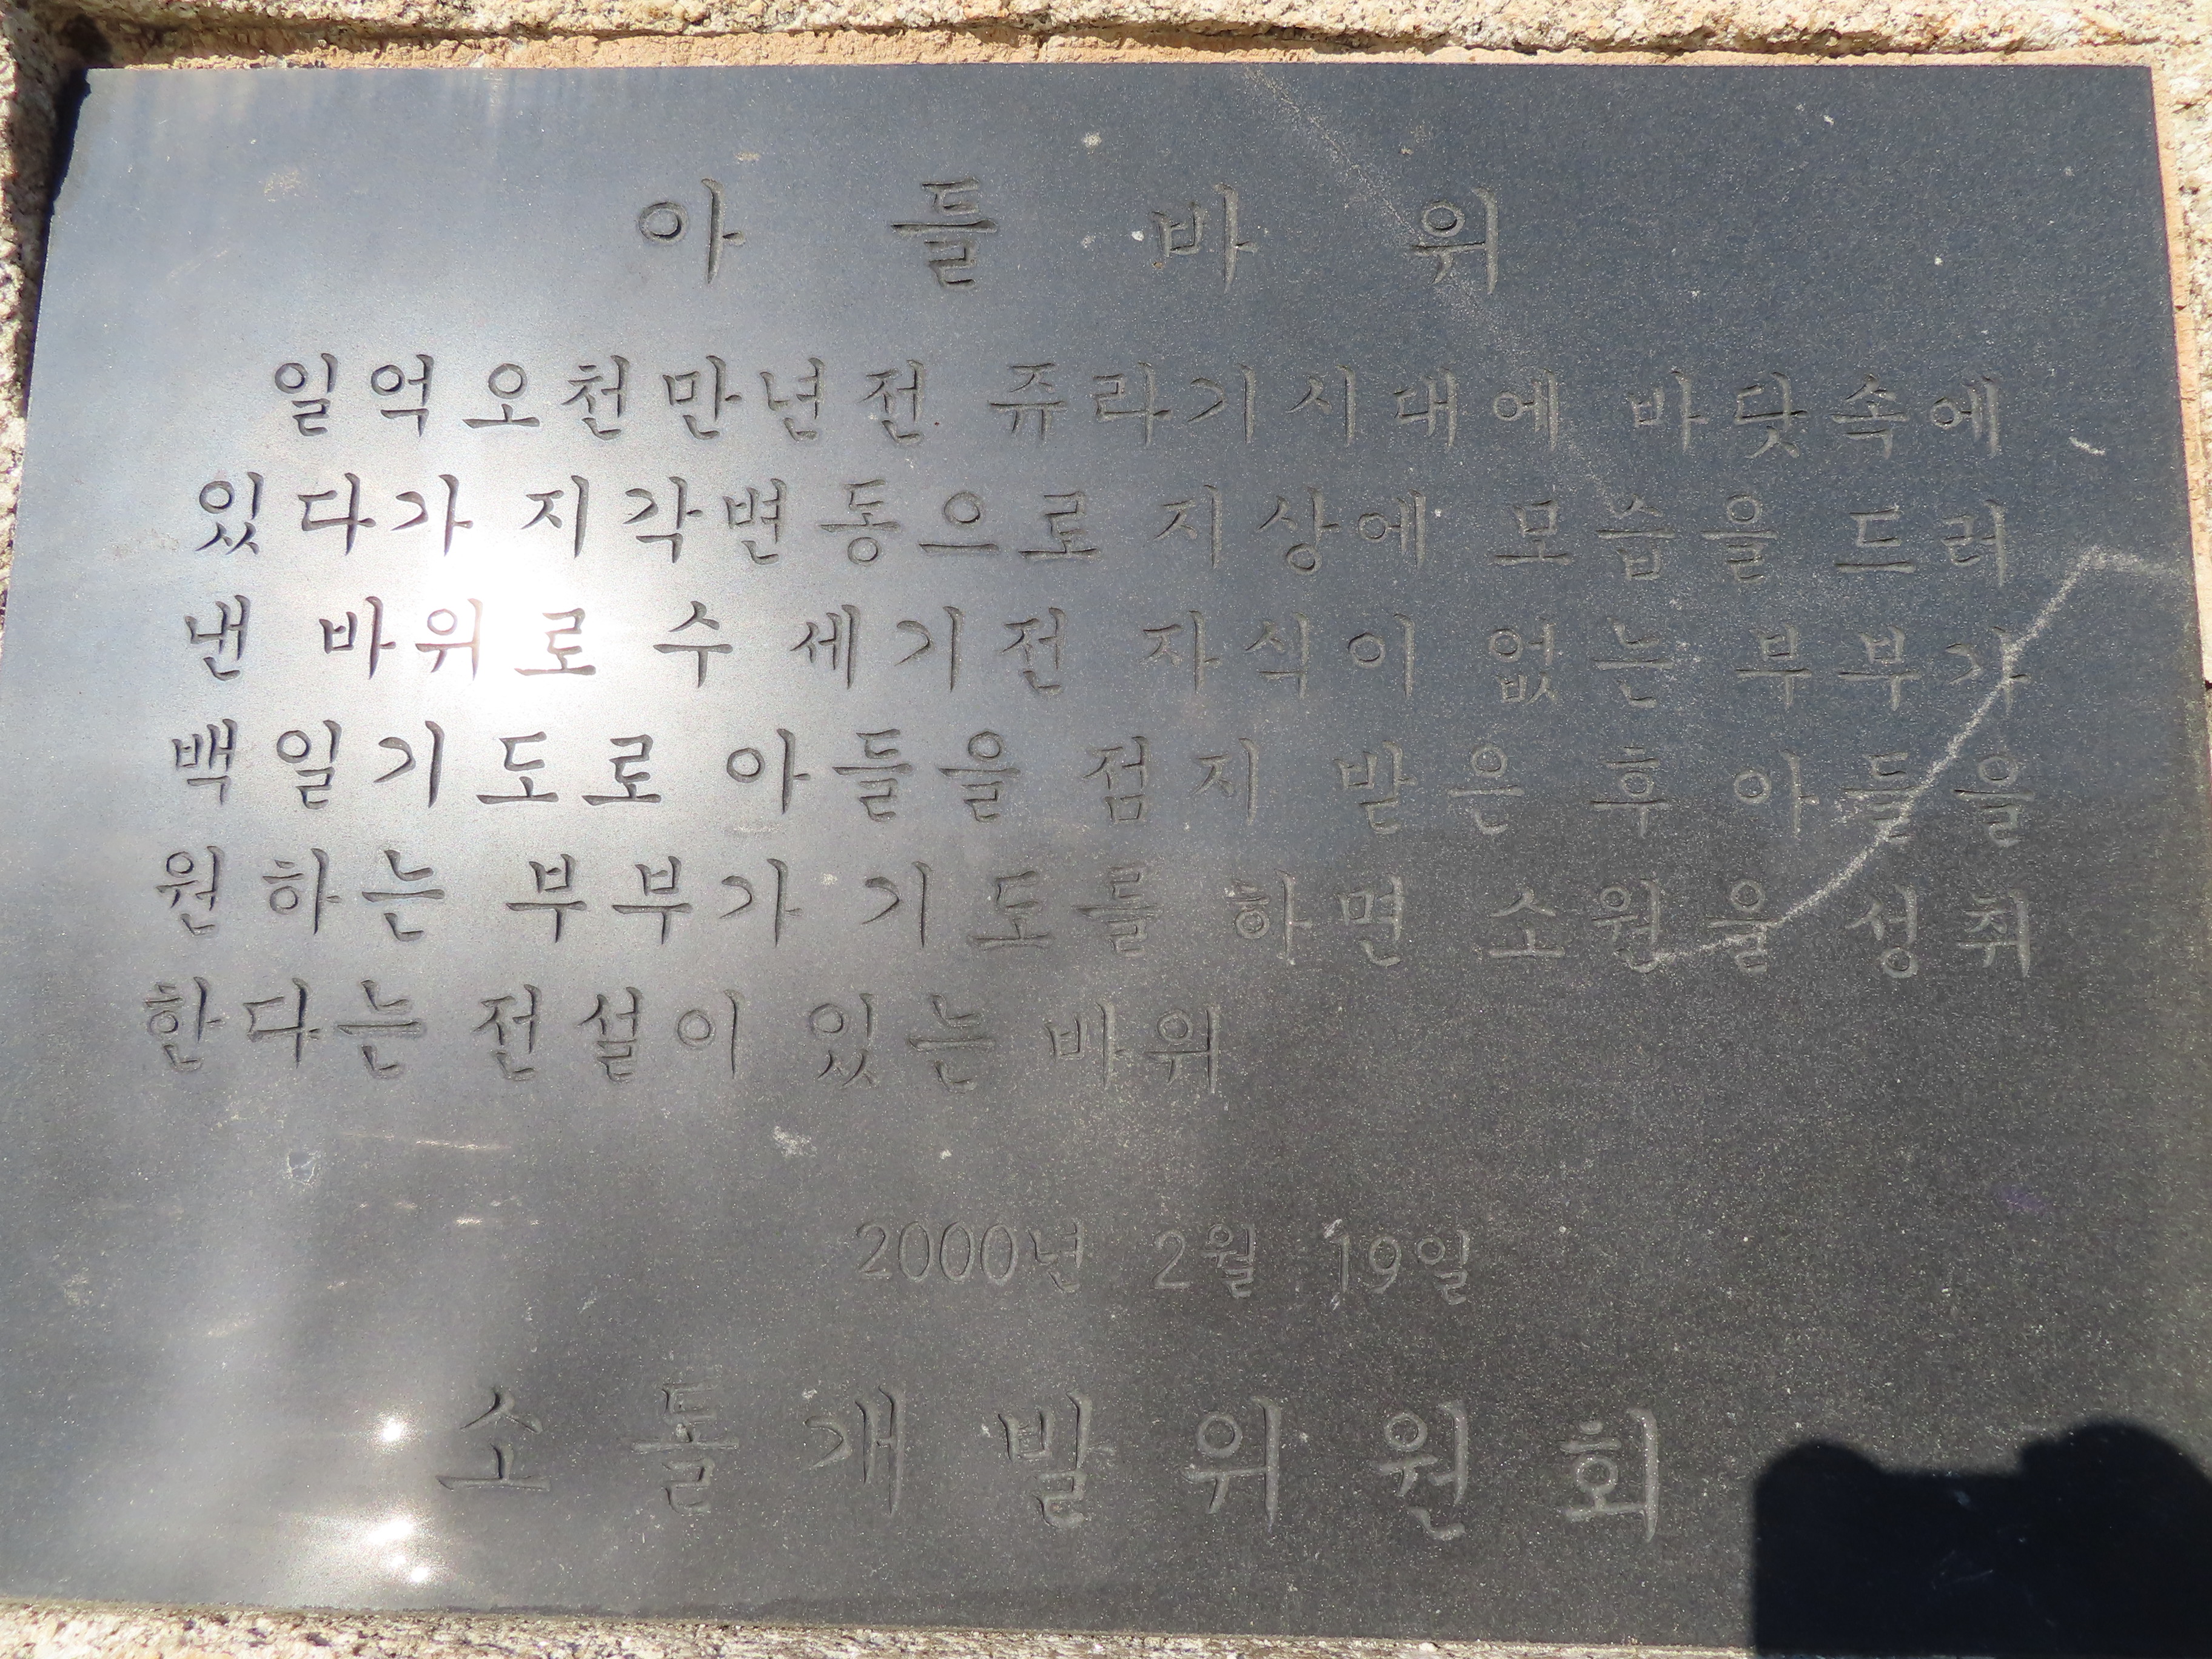 아들바위
일억오천만년전 쥬라기시대에 바닷속에
있다가 지각변동으로 지상에 모습을 드러
낸 바위로 수 세기전 자식이 없는 부부가
백일기도로 아들을 점지 받은 후 아들을
원하는 부부가 기도를 하면 소원을 성취
한다는 전설이 있는 바위
2000년 2월 19일
소돌개발위원회